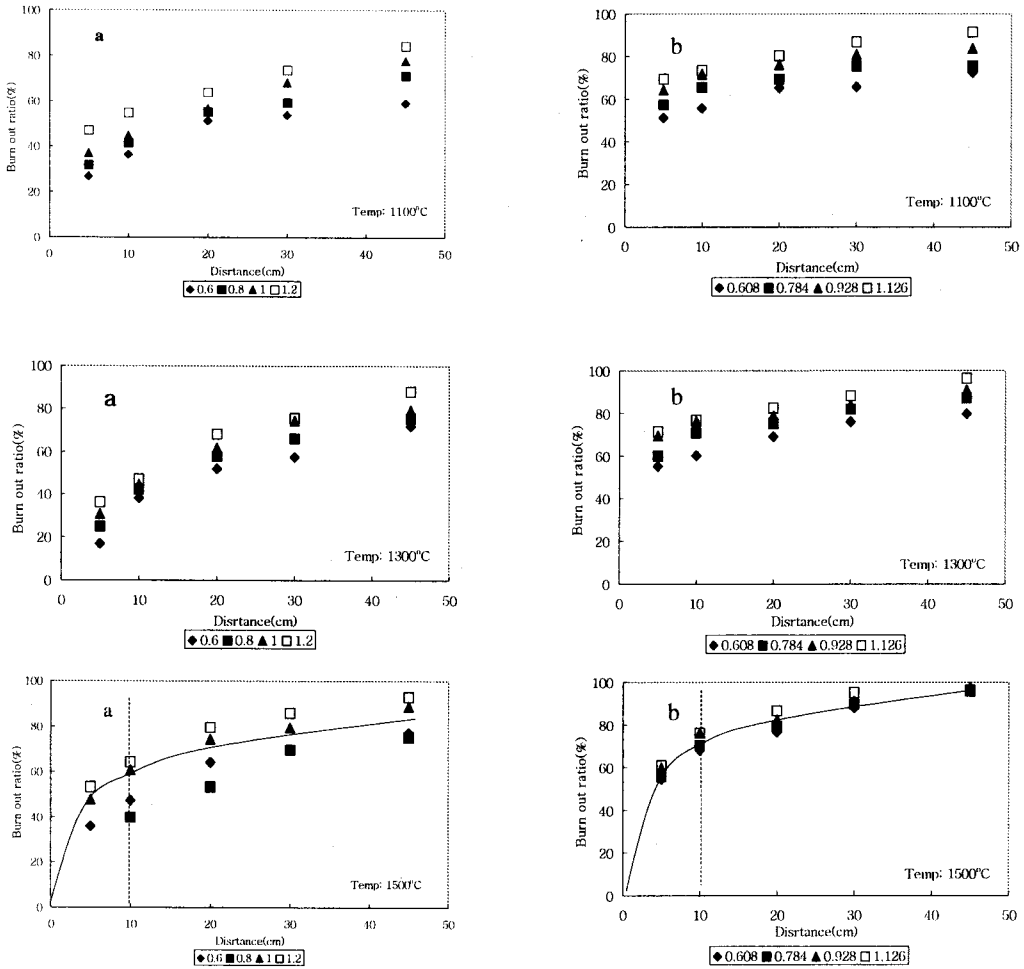 a
Burn out ratio(%)
100
80
60
40
20
0
Temp: 1100°C
0 10 20 30 40 50
Disrtance(cm)
◆0.6 ■0.8 ▲1 □1.2
b
Burn out ratio(%)
100
80
60
40
20
0
Temp: 1100°C
0 10 20 30 40 50
Disrtance(cm)
◆0.608 ■0.784 ▲0.928 □1.126
a
Burn out ratio(%)
100
80
60
40
20
0
Temp: 1300°C
0 10 20 30 40 50
Disrtance(cm)
◆0.6 ■0.8 ▲1 □1.2
b
Burn out ratio(%)
100
80
60
40
20
0
Temp: 1300°C
0 10 20 30 40 50
Disrtance(cm)
◆0.608 ■0.784 ▲0.928 □1.126
a
Burn out ratio(%)
100
80
60
40
20
0
Temp: 1500°C
0 10 20 30 40 50
Disrtance(cm)
◆0.6 ■0.8 ▲1 □1.2
b
Burn out ratio(%)
100
80
60
40
20
0
Temp: 1500°C
0 10 20 30 40 50
Disrtance(cm)
◆0.608 ■0.784 ▲0.928 □1.126